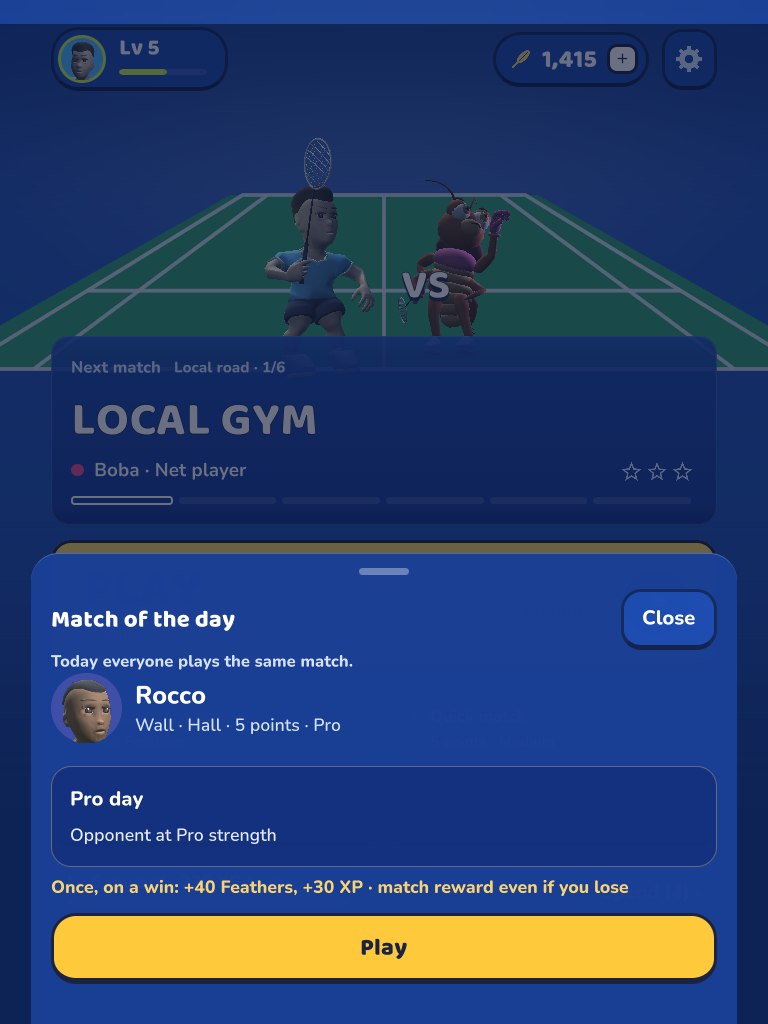 Lv 5
1,415
+
VS
Next match Local road · 1/6
LOCAL GYM
Boba · Net player
Match of the day
Close
Today everyone plays the same match.
Rocco
Wall · Hall · 5 points · Pro
Pro day
Opponent at Pro strength
Once, on a win: +40 Feathers, +30 XP · match reward even if you lose
Play